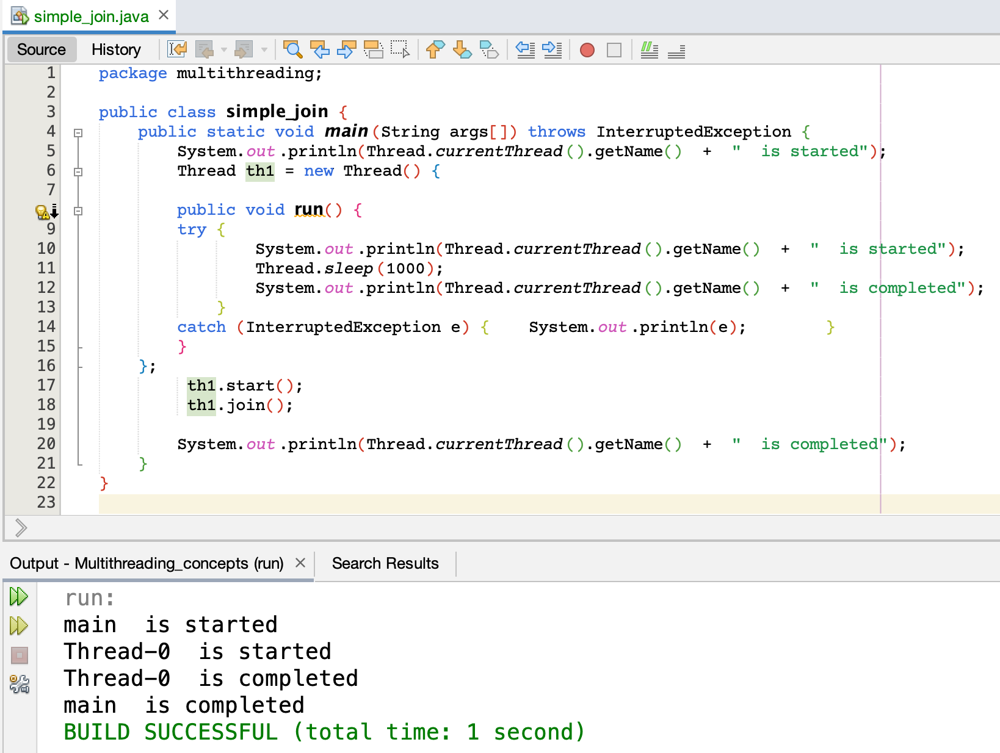 simple_join.java
Source History
1 package multithreading;
2
3 public class simple_join {
4 public static void main(String args[]) throws InterruptedException {
5 System.out.println(Thread.currentThread().getName() + "  is started");
6 Thread th1 = new Thread() {
7
public void run() {
9 try {
10 System.out.println(Thread.currentThread().getName() + "  is started");
11 Thread.sleep(1000);
12 System.out.println(Thread.currentThread().getName() + "  is completed");
13 }
14 catch (InterruptedException e) { System.out.println(e); }
15 }
16 };
17 th1.start();
18 th1.join();
19
20 System.out.println(Thread.currentThread().getName() + "  is completed");
21 }
22 }
23
Output - Multithreading_concepts (run) Search Results
run:
main  is started
Thread-0  is started
Thread-0  is completed
main  is completed
BUILD SUCCESSFUL (total time: 1 second)